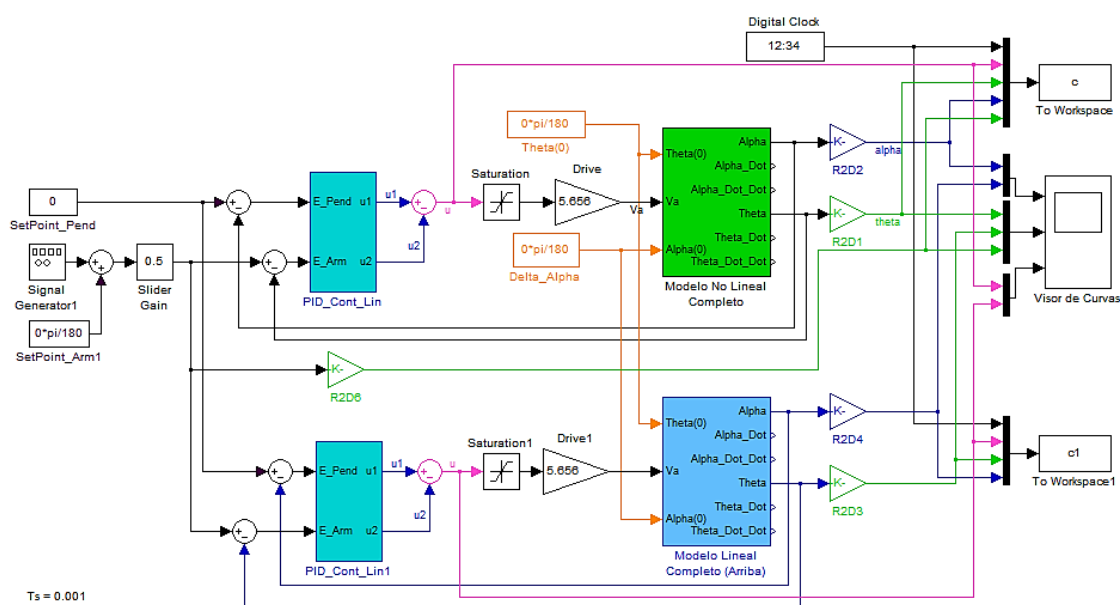 Digital Clock
12:34
c
To Workspace
0*pi/180
Theta(0)
Saturation
Drive
5.656
Va
Theta(0)
Va
Alpha(0)
Alpha
Alpha_Dot
Alpha_Dot_Dot
Theta
Theta_Dot
Theta_Dot_Dot
Modelo No Lineal
Completo
K-
R2D2
alpha
K-
R2D1
theta
0
SetPoint_Pend
E_Pend
E_Arm
u1
u2
PID_Cont_Lin
u1
u2
u
0*pi/180
Delta_Alpha
Signal
Generator1
0.5
Slider
Gain
0*pi/180
SetPoint_Arm1
Visor de Curvas
K-
R2D6
Saturation1
Drive1
5.656
Theta(0)
Va
Alpha(0)
Alpha
Alpha_Dot
Alpha_Dot_Dot
Theta
Theta_Dot
Theta_Dot_Dot
Modelo Lineal
Completo (Arriba)
K-
R2D4
K-
R2D3
c1
To Workspace1
E_Pend
E_Arm
u1
u2
PID_Cont_Lin1
u1
u2
u
Ts = 0.001